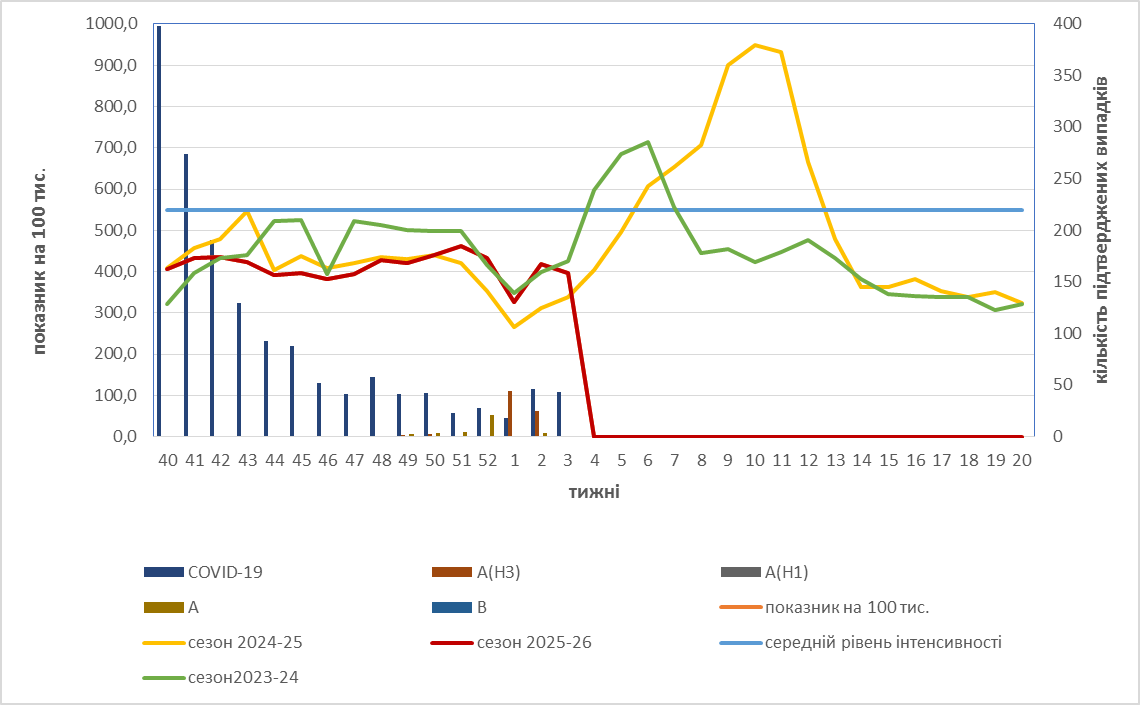 1000,0
900,0
800,0
700,0
600,0
500,0
400,0
300,0
200,0
100,0
0,0
показник на 100 тис.
400
350
300
250
200
150
100
50
0
кількість підтверджених випадків
40 41 42 43 44 45 46 47 48 49 50 51 52 1 2 3 4 5 6 7 8 9 10 11 12 13 14 15 16 17 18 19 20
тижні
COVID-19 A(H3) A(H1)
A B показник на 100 тис.
сезон 2024-25 сезон 2025-26 середній рівень інтенсивності
сезон2023-24